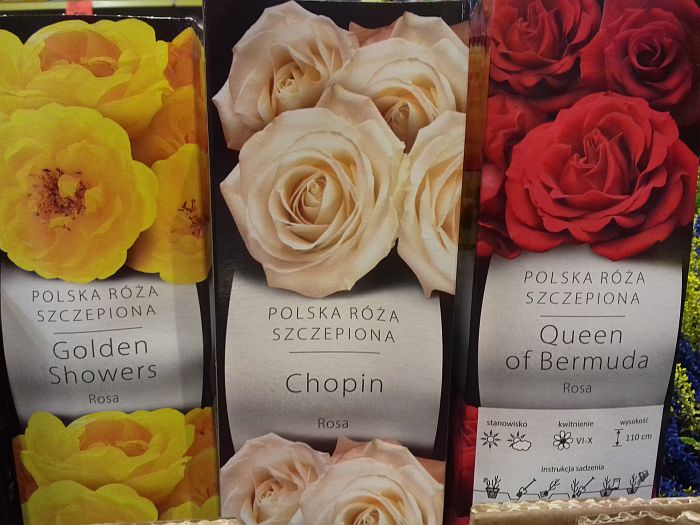 POLSKA RÓŻA
SZCZEPIONA
Golden
Showers
Rosa
POLSKA RÓŻA
SZCZEPIONA
Chopin
Rosa
POLSKA RÓŻA
SZCZEPIONA
Queen
of Bermuda
Rosa
stanowisko kwitnienie wysokość
VI-X 110 cm
instrukcja sadzenia